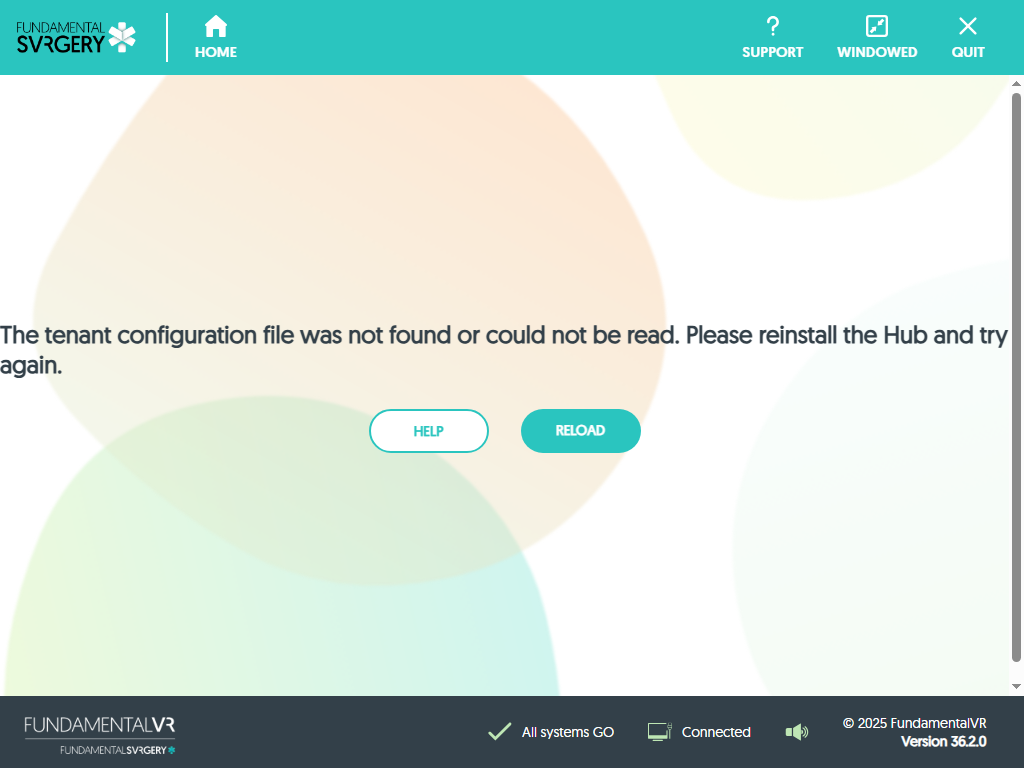 FUNDAMENTAL
SVRGERY
HOME
SUPPORT
WINDOWED
QUIT
The tenant configuration file was not found or could not be read. Please reinstall the Hub and try
again.
HELP
RELOAD
FUNDAMENTALVR
FUNDAMENTALSVRGERY
All systems GO
Connected
© 2025 FundamentalVR
Version 36.2.0